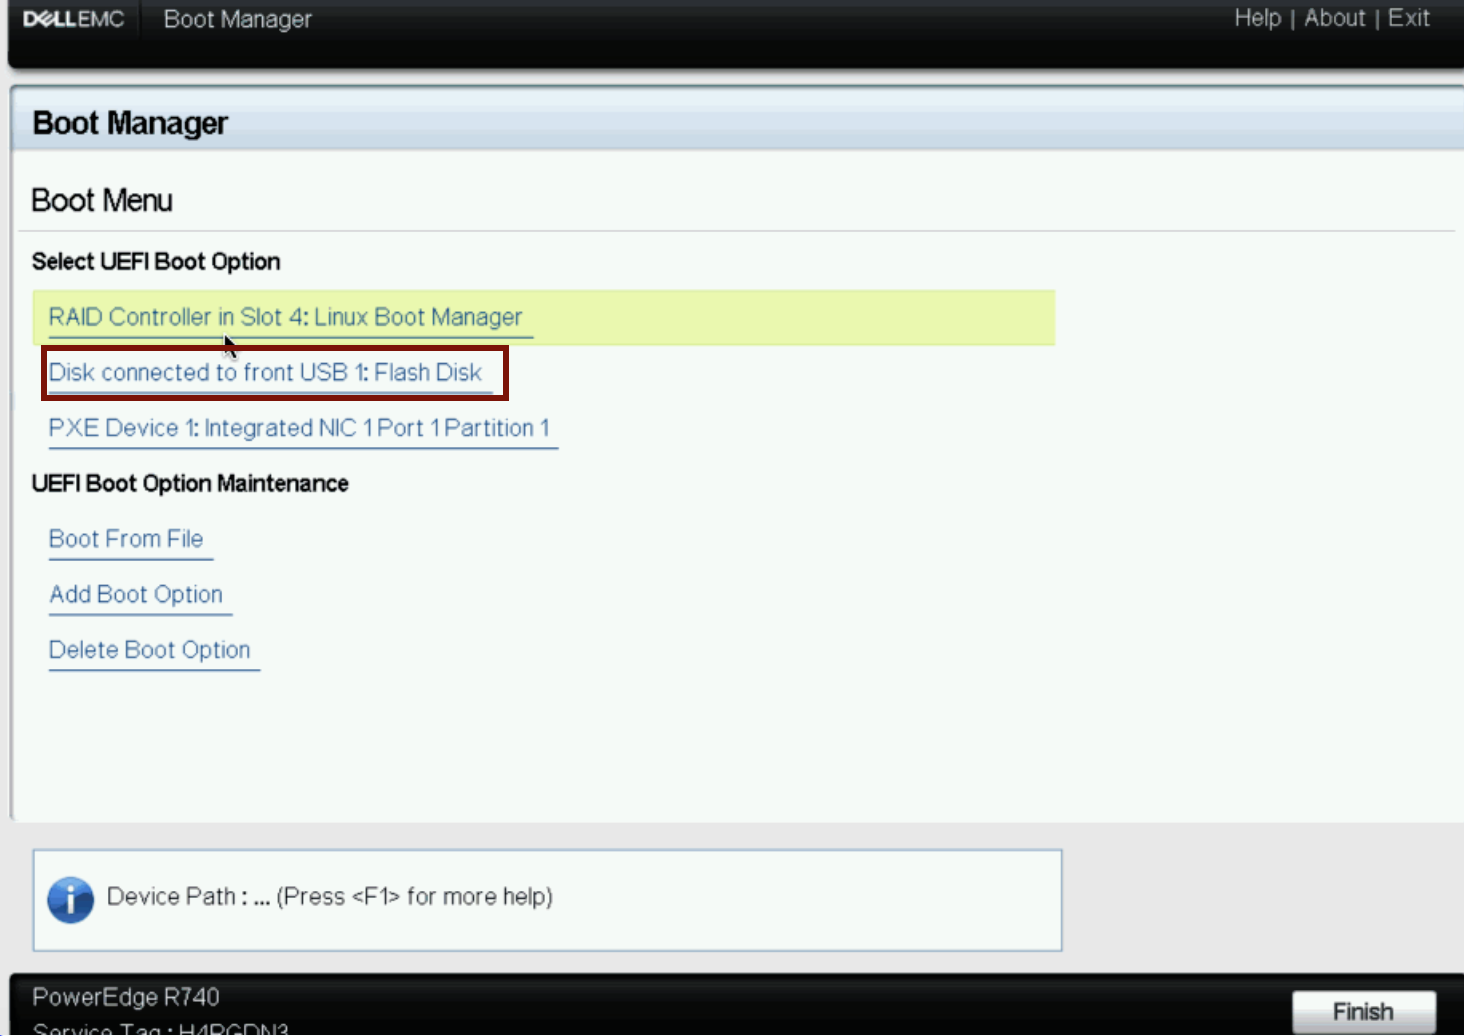 DELLEMC Boot Manager Help | About | Exit
Boot Manager
Boot Menu
Select UEFI Boot Option
RAID Controller in Slot 4: Linux Boot Manager
Disk connected to front USB 1: Flash Disk
PXE Device 1: Integrated NIC 1 Port 1 Partition 1
UEFI Boot Option Maintenance
Boot From File
Add Boot Option
Delete Boot Option
Device Path : ... (Press <F1> for more help)
PowerEdge R740
Finish
Service Tag :